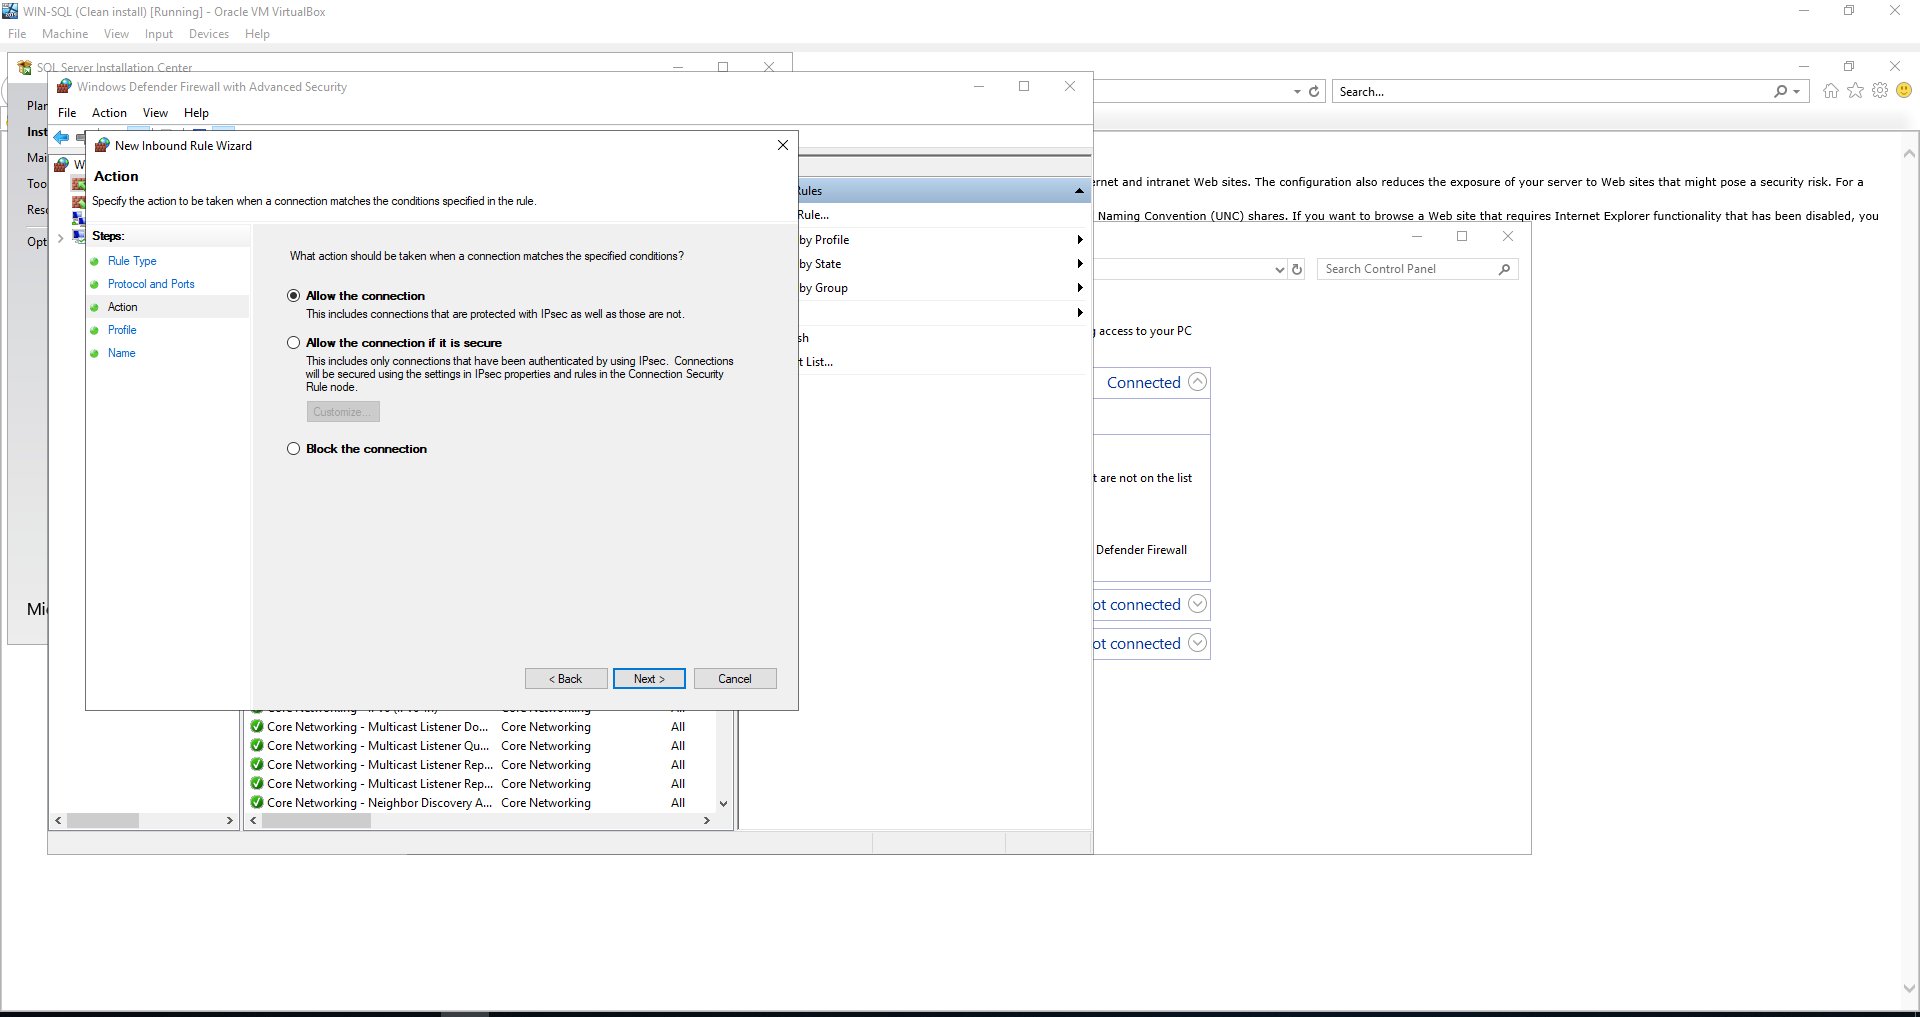 WIN-SQL (Clean install) [Running] - Oracle VM VirtualBox
File Machine View Input Devices Help
SQL Server Installation Center
Windows Defender Firewall with Advanced Security
Search...
File Action View Help
New Inbound Rule Wizard
Action
Specify the action to be taken when a connection matches the conditions specified in the rule.
Steps:
Rule Type
Protocol and Ports
Action
Profile
Name
What action should be taken when a connection matches the specified conditions?
Allow the connection
This includes connections that are protected with IPsec as well as those are not.
Allow the connection if it is secure
This includes only connections that have been authenticated by using IPsec. Connections
will be secured using the settings in IPsec properties and rules in the Connection Security
Rule node.
Customize...
Block the connection
< Back Next > Cancel
Core Networking - Multicast Listener Do... Core Networking All
Core Networking - Multicast Listener Qu... Core Networking All
Core Networking - Multicast Listener Rep... Core Networking All
Core Networking - Multicast Listener Rep... Core Networking All
Core Networking - Neighbor Discovery A... Core Networking All
Rules
Rule...
by Profile
by State
by Group
sh
t List...
rnet and intranet Web sites. The configuration also reduces the exposure of your server to Web sites that might pose a security risk. For a
Naming Convention (UNC) shares. If you want to browse a Web site that requires Internet Explorer functionality that has been disabled, you
Search Control Panel
access to your PC
Connected
t are not on the list
Defender Firewall
ot connected
ot connected
Plan
Inst
Mai
Too
Reso
Opt
Mic